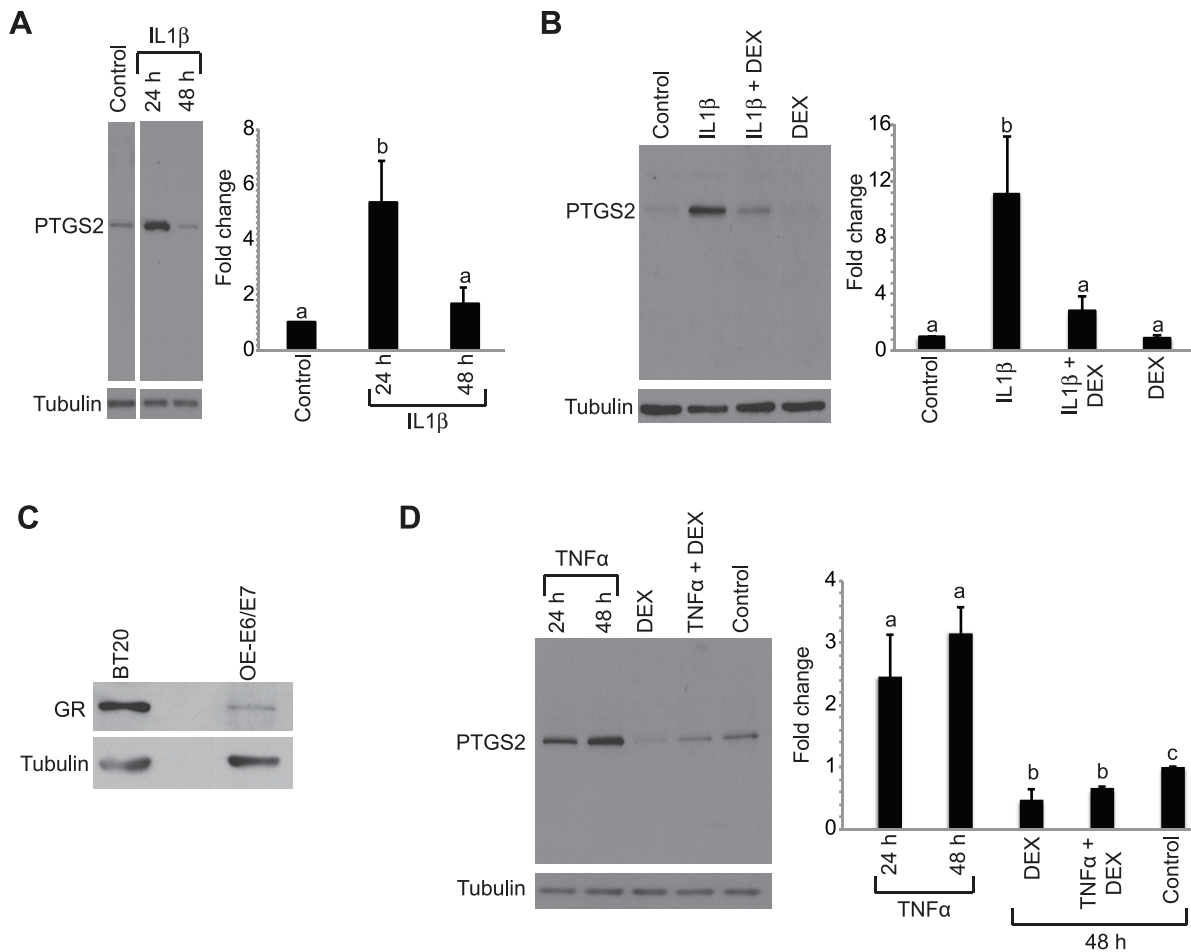 A
IL1β
Control
24 h
48 h
PTGS2
Tubulin
8
6
4
2
0
Fold change
b
a
a
Control
24 h
48 h
IL1β
B
Control
IL1β
IL1β + DEX
DEX
PTGS2
Tubulin
16
12
8
4
0
Fold change
b
a
a
a
Control
IL1β
IL1β +
DEX
DEX
C
BT20
OE-E6/E7
GR
Tubulin
D
TNFα
24 h
48 h
DEX
TNFα + DEX
Control
PTGS2
Tubulin
4
3
2
1
0
Fold change
a
a
b
b
c
24 h
48 h
DEX
TNFα +
DEX
Control
TNFα
48 h